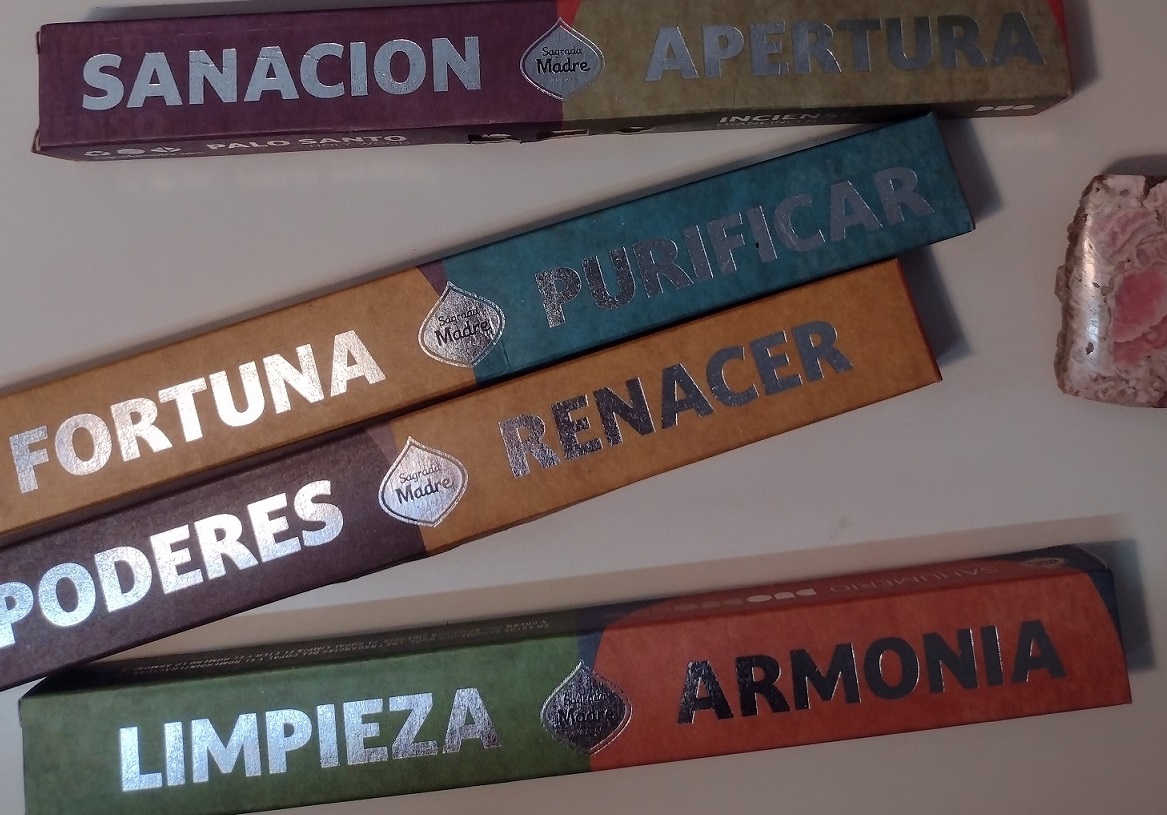 SANACION
Sagrada
Madre
APERTURA
PALO SANTO
FORTUNA
Sagrada
Madre
PURIFICAR
PODERES
Sagrada
Madre
RENACER
SAHUMERIO
LIMPIEZA
Sagrada
Madre
ARMONIA